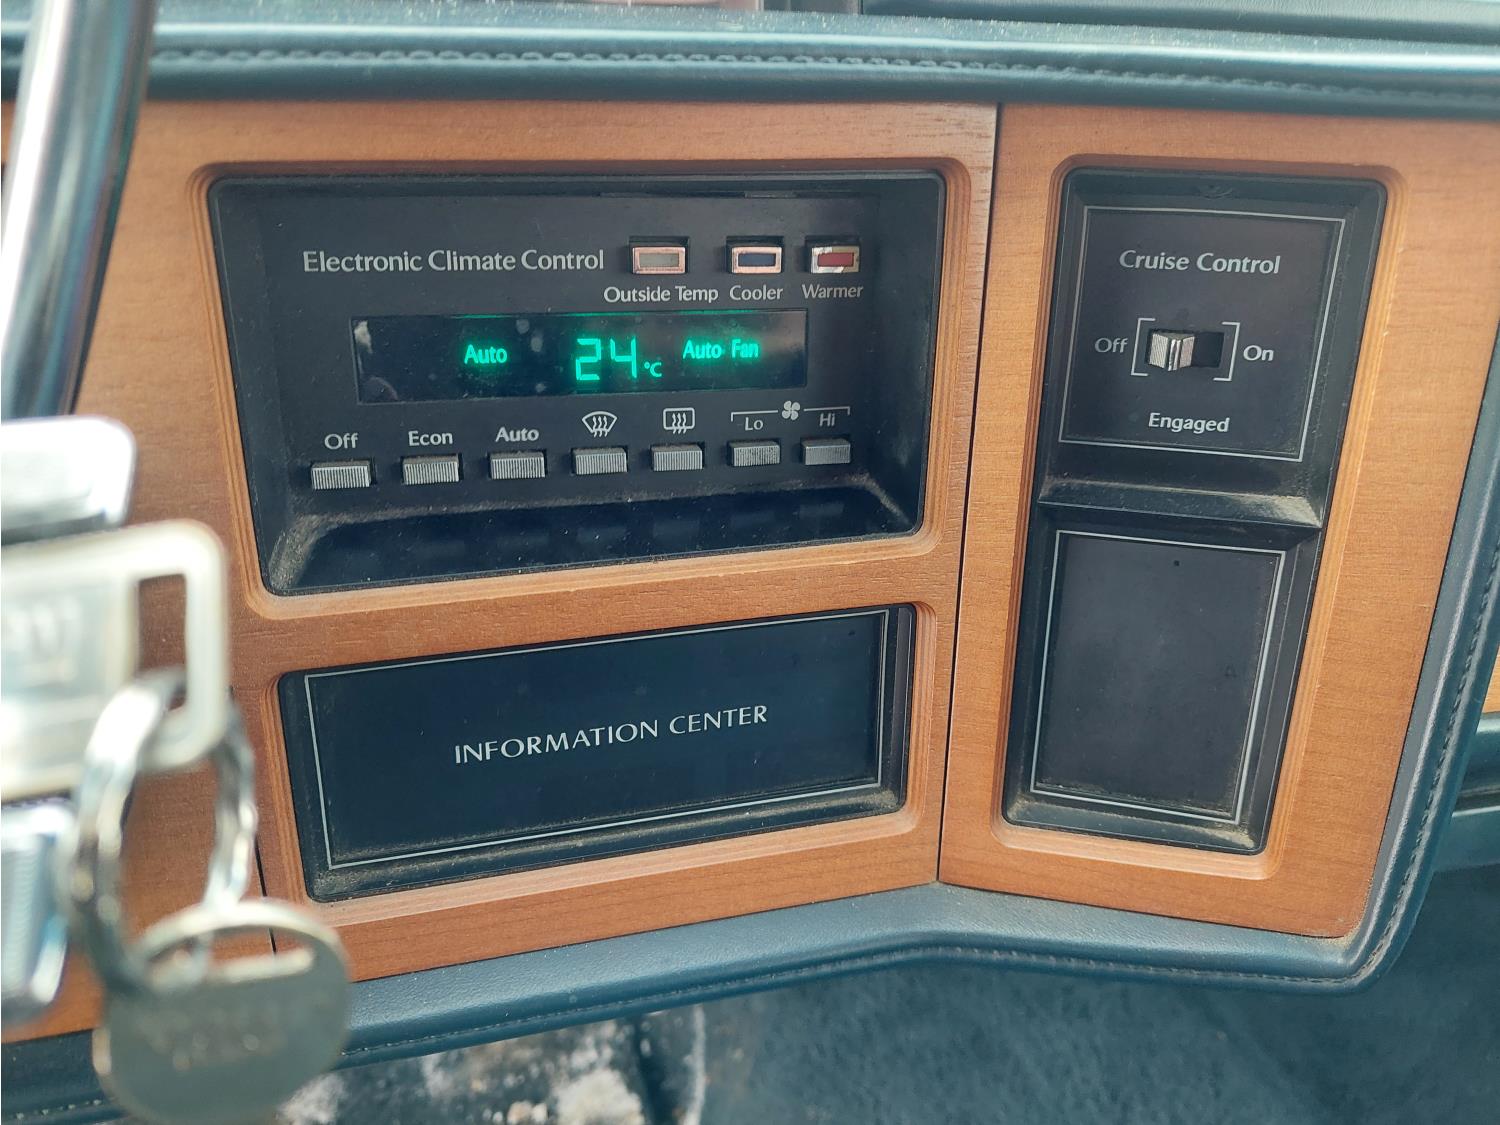 Electronic Climate Control
Outside Temp Cooler Warmer
Auto 24 °C Auto Fan
Off Econ Auto Lo Hi
INFORMATION CENTER
Cruise Control
Off On
Engaged